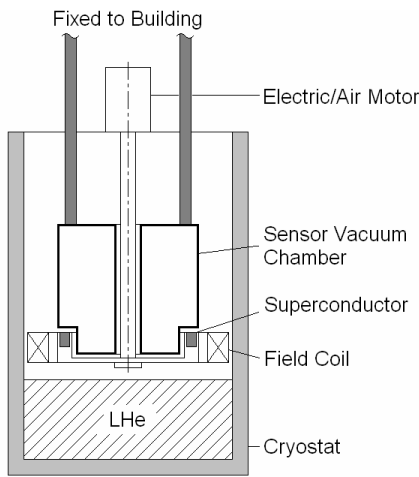 Fixed to Building
Electric/Air Motor
Sensor Vacuum
Chamber
Superconductor
Field Coil
LHe
Cryostat